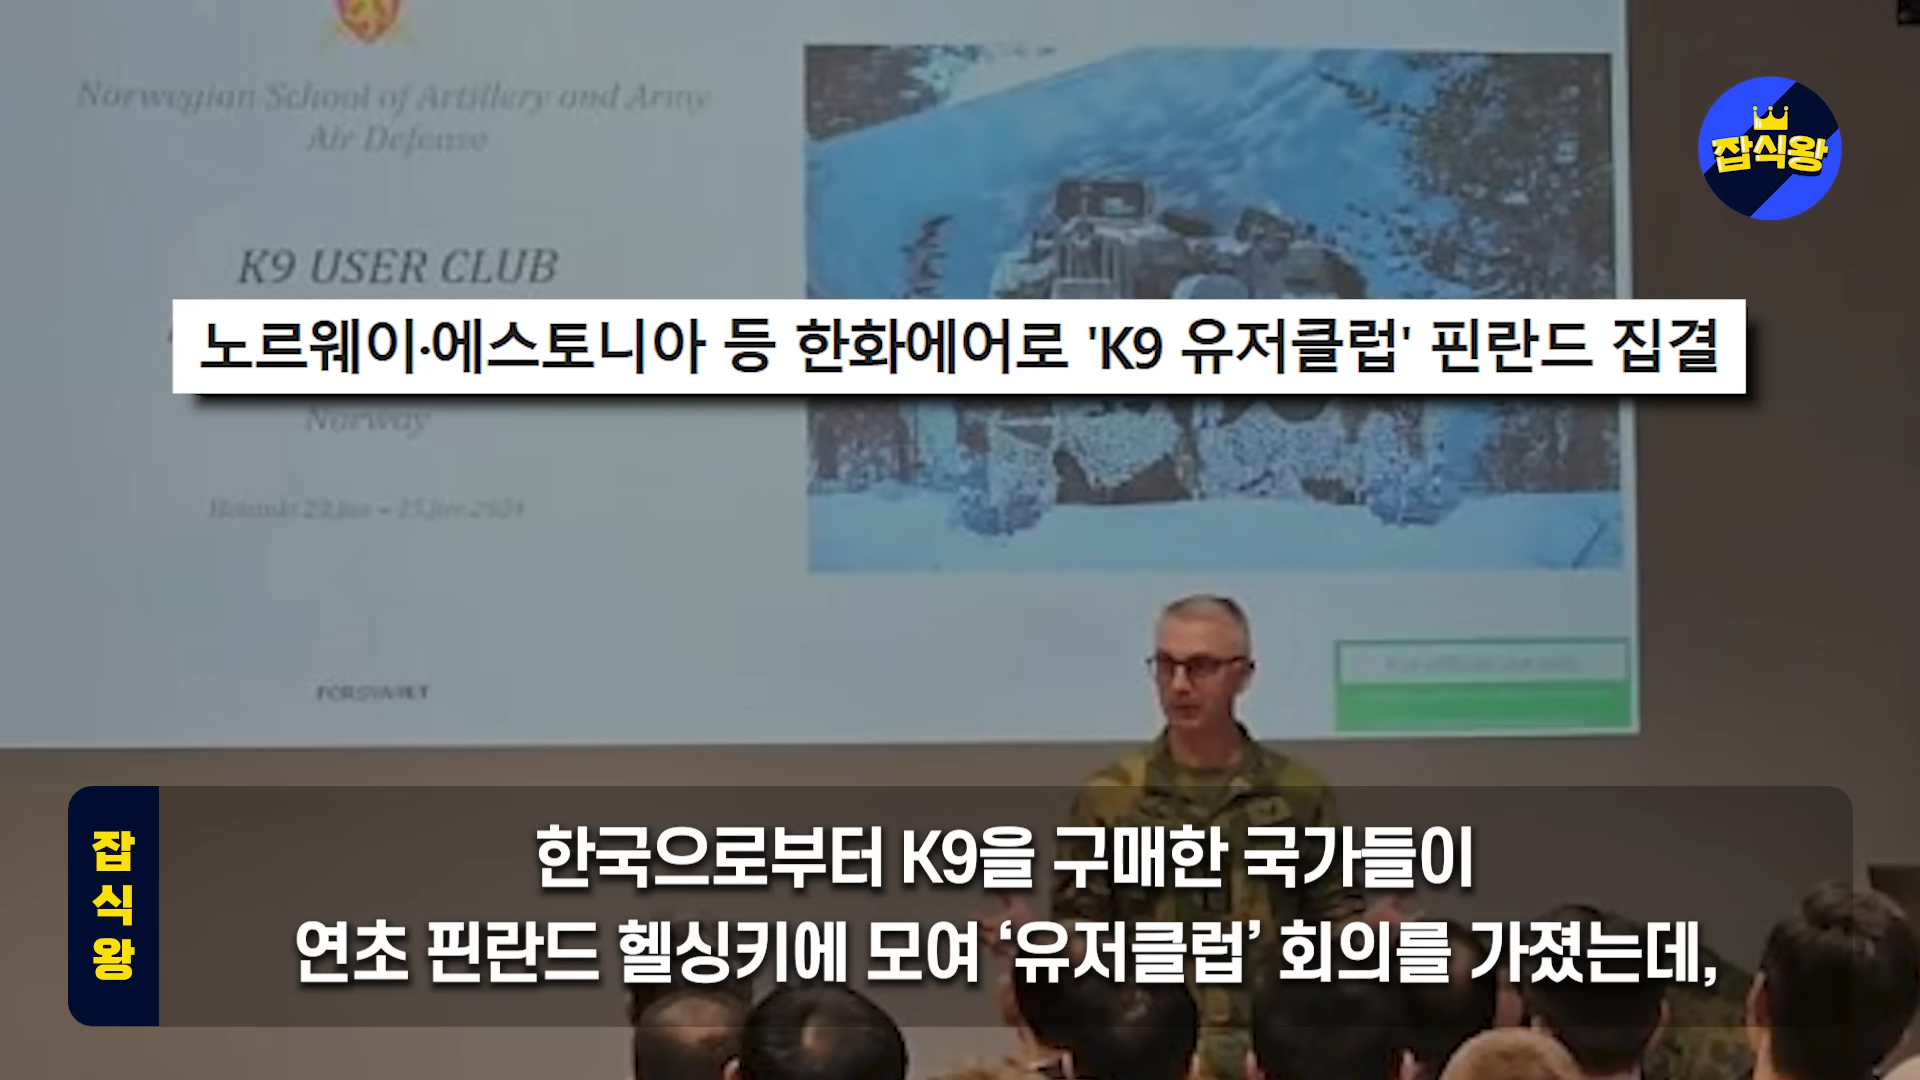 Norwegian School of Artillery and Army
Air Defense
K9 USER CLUB
잡식왕
노르웨이·에스토니아 등 한화에어로 'K9 유저클럽' 핀란드 집결
Norway
FORSVARET
잡식왕
한국으로부터 K9을 구매한 국가들이
연초 핀란드 헬싱키에 모여 ‘유저클럽’ 회의를 가졌는데,